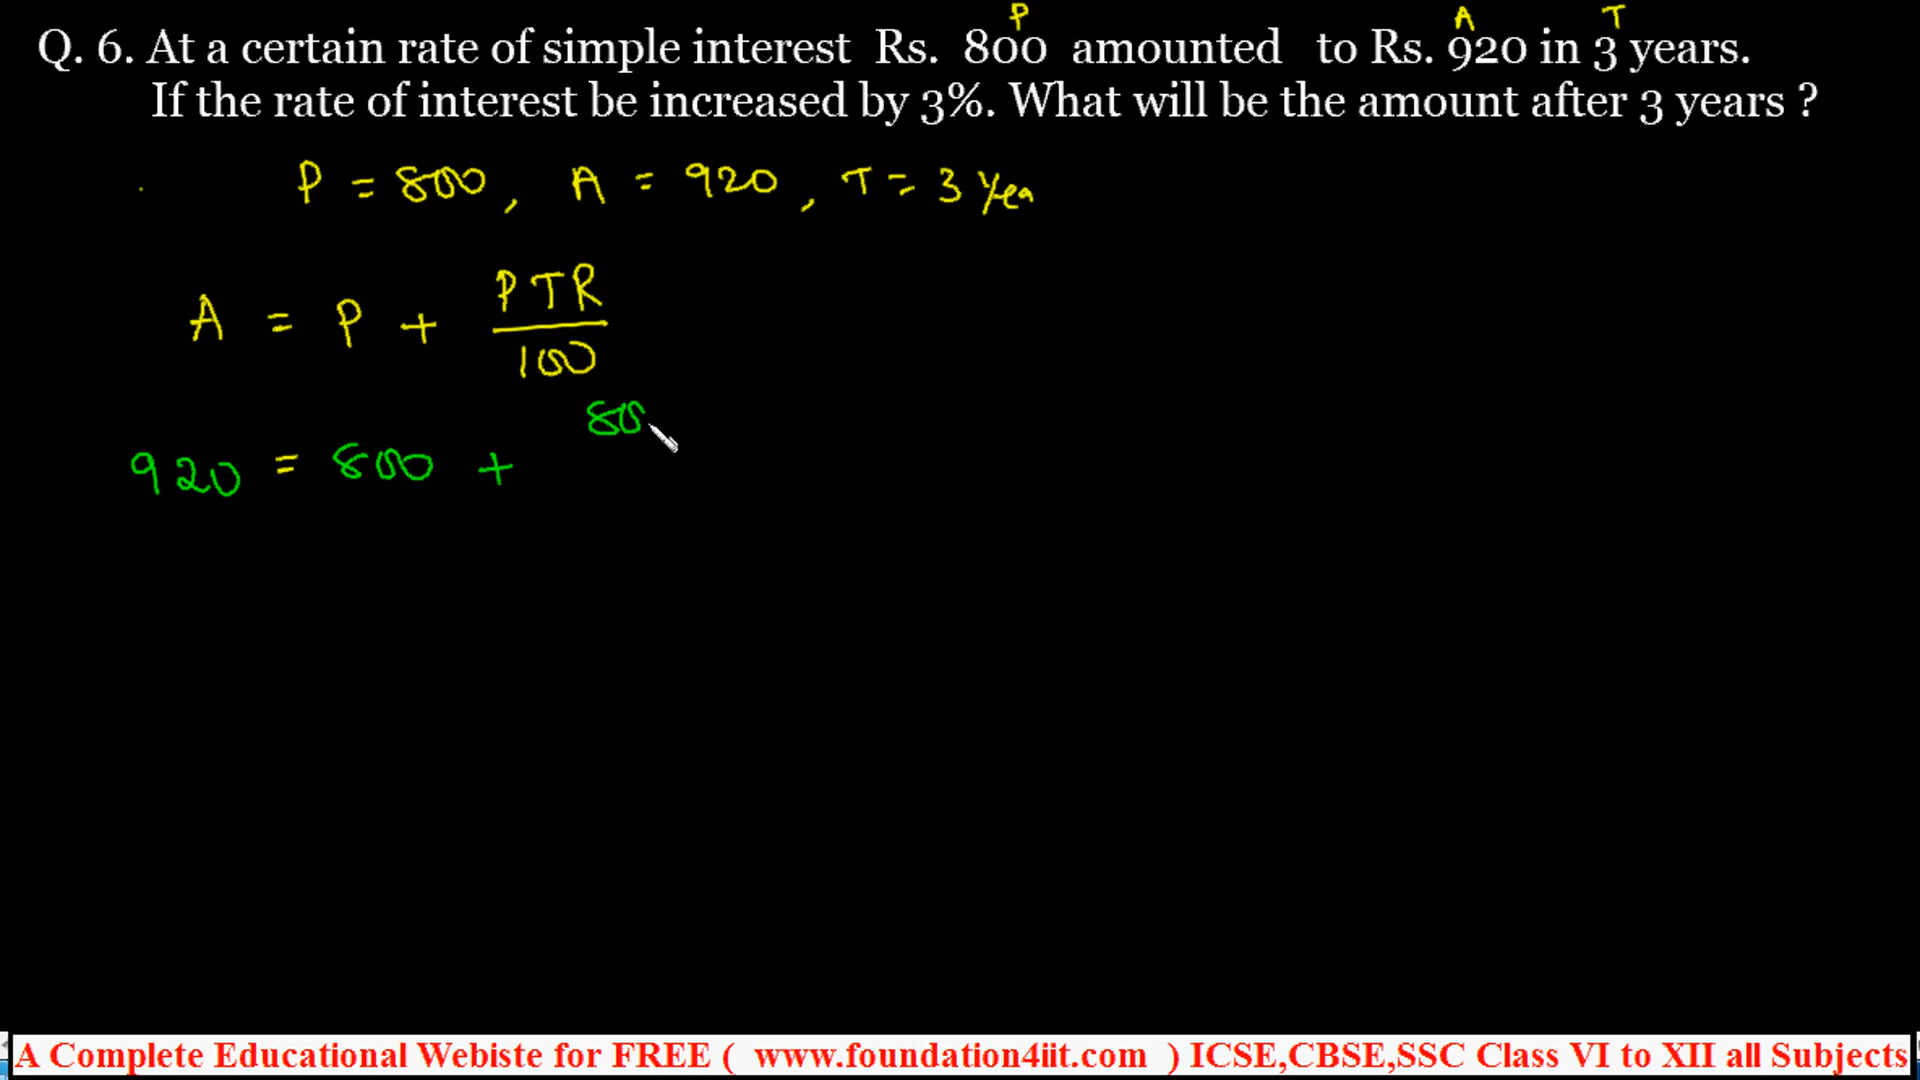 P A T
Q. 6. At a certain rate of simple interest Rs. 800 amounted to Rs. 920 in 3 years.
If the rate of interest be increased by 3%. What will be the amount after 3 years ?
P = 800, A = 920, T = 3 Yea
A = P + PTR
100
920 = 800 + 80
A Complete Educational Webiste for FREE ( www.foundation4iit.com ) ICSE,CBSE,SSC Class VI to XII all Subjects